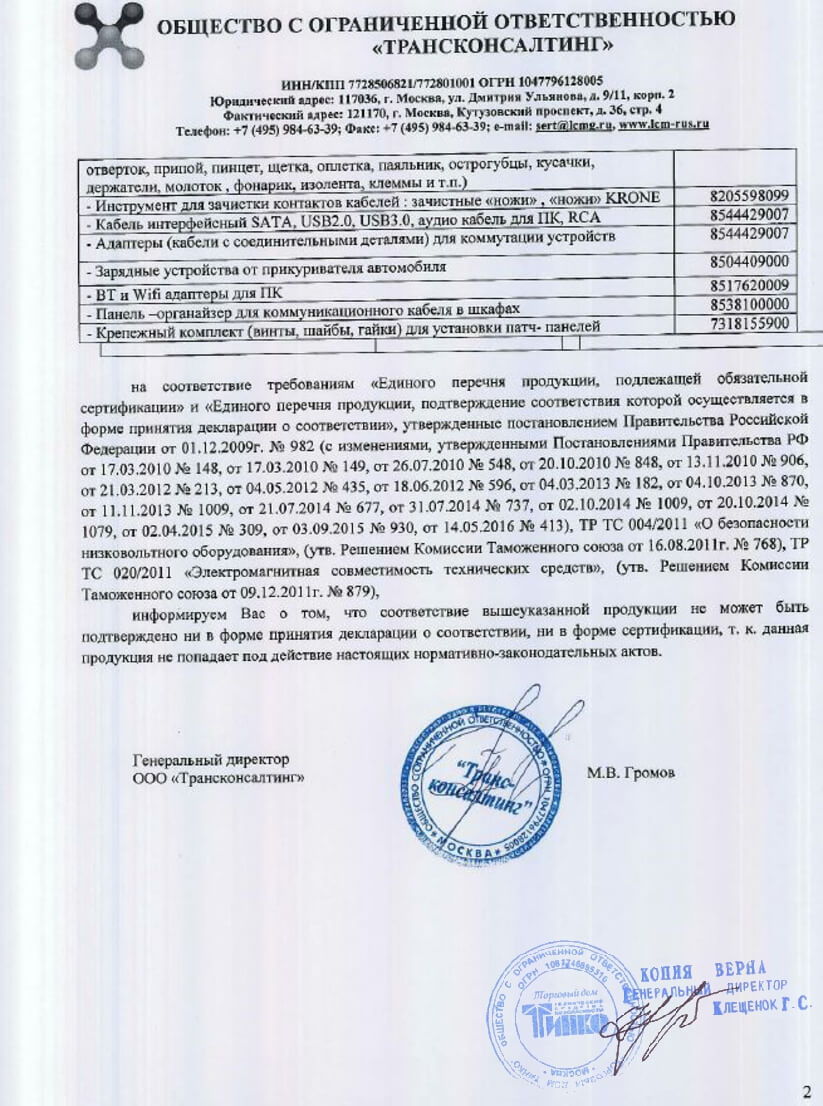 ОБЩЕСТВО С ОГРАНИЧЕННОЙ ОТВЕТСТВЕННОСТЬЮ
«ТРАНСКОНСАЛТИНГ»
ИНН/КПП 7728506821/772801001 ОГРН 1047796128005
Юридический адрес: 117036, г. Москва, ул. Дмитрия Ульянова, д. 9/11, корп. 2
Фактический адрес: 121170, г. Москва, Кутузовский проспект, д. 36, стр. 4
Телефон: +7 (495) 984-63-39; Факс: +7 (495) 984-63-39; e-mail: sert@lcmg.ru, www.lcm-rus.ru
отверток, припой, пинцет, щетка, оплетка, паяльник, острогубцы, кусачки,
держатели, молоток , фонарик, изолента, клеммы и т.п.)
- Инструмент для зачистки контактов кабелей : зачистные «ножи» , «ножи» KRONE 8205598099
- Кабель интерфейсный SATA, USB2.0, USB3.0, аудио кабель для ПК, RCA 8544429007
- Адаптеры (кабели с соединительными деталями) для коммутации устройств 8544429007
- Зарядные устройства от прикуривателя автомобиля 8504409000
- BT и Wifi адаптеры для ПК 8517620009
- Панель –органайзер для коммуникационного кабеля в шкафах 8538100000
- Крепежный комплект (винты, шайбы, гайки) для установки патч- панелей 7318155900
на соответствие требованиям «Единого перечня продукции, подлежащей обязательной
сертификации» и «Единого перечня продукции, подтверждение соответствия которой осуществляется в
форме принятия декларации о соответствии», утвержденные постановлением Правительства Российской
Федерации от 01.12.2009г. № 982 (с изменениями, утвержденными Постановлениями Правительства РФ
от 17.03.2010 № 148, от 17.03.2010 № 149, от 26.07.2010 № 548, от 20.10.2010 № 848, от 13.11.2010 № 906,
от 21.03.2012 № 213, от 04.05.2012 № 435, от 18.06.2012 № 596, от 04.03.2013 № 182, от 04.10.2013 № 870,
от 11.11.2013 № 1009, от 21.07.2014 № 677, от 31.07.2014 № 737, от 02.10.2014 № 1009, от 20.10.2014 №
1079, от 02.04.2015 № 309, от 03.09.2015 № 930, от 14.05.2016 № 413), ТР ТС 004/2011 «О безопасности
низковольтного оборудования», (утв. Решением Комиссии Таможенного союза от 16.08.2011г. № 768), ТР
ТС 020/2011 «Электромагнитная совместимость технических средств», (утв. Решением Комиссии
Таможенного союза от 09.12.2011г. № 879),
информируем Вас о том, что соответствие вышеуказанной продукции не может быть
подтверждено ни в форме принятия декларации о соответствии, ни в форме сертификации, т. к. данная
продукция не попадает под действие настоящих нормативно-законодательных актов.
Генеральный директор
ООО «Трансконсалтинг»
ОБЩЕСТВО С ОГРАНИЧЕННОЙ ОТВЕТСТВЕННОСТЬЮ ОГРН 1047796128005
"Транс-
консалтинг"
МОСКВА
М.В. Громов
ОБЩЕСТВО С ОГРАНИЧЕННОЙ
Торговый дом
ТИНКО
МОСКВА
КОПИЯ ВЕРНА
ГЕНЕРАЛЬНЫЙ ДИРЕКТОР
КЛЕЩЕНОК Г.С.
2